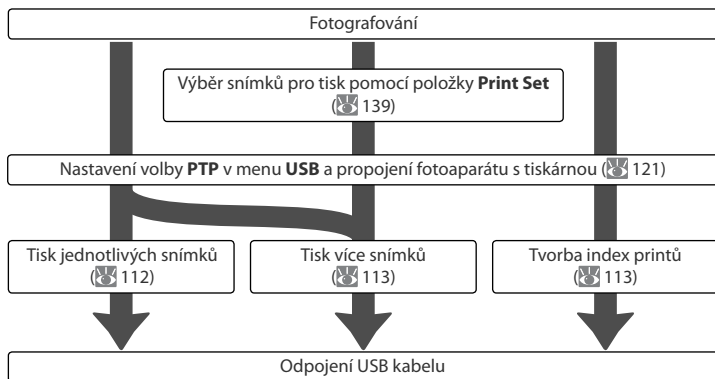 Fotografování
Výběr snímků pro tisk pomocí položky Print Set
( 139)
Nastavení volby PTP v menu USB a propojení fotoaparátu s tiskárnou ( 121)
Tisk jednotlivých snímků
( 112)
Tisk více snímků
( 113)
Tvorba index printů
( 113)
Odpojení USB kabelu